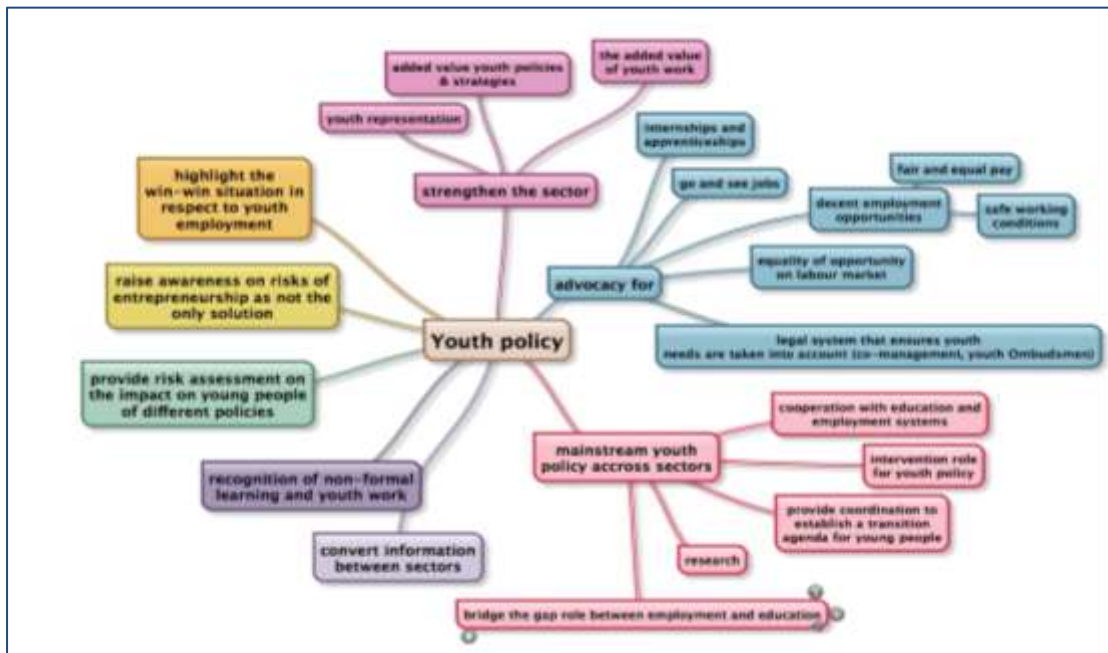 added value youth policies
& strategies
the added value
of youth work
youth representation
strengthen the sector
internships and
apprenticeships
go and see jobs
fair and equal pay
decent employment
opportunities
safe working
conditions
equality of opportunity
on labour market
advocacy for
legal system that ensures youth
needs are taken into account (co-management, youth Ombudsmen)
highlight the
win-win situation in
respect to youth
employment
raise awareness on risks of
entrepreneurship as not the
only solution
Youth policy
provide risk assessment on
the impact on young people
of different policies
recognition of non-formal
learning and youth work
convert information
between sectors
mainstream youth
policy accross sectors
cooperation with education and
employment systems
intervention role
for youth policy
provide coordination to
establish a transition
agenda for young people
research
bridge the gap role between employment and education